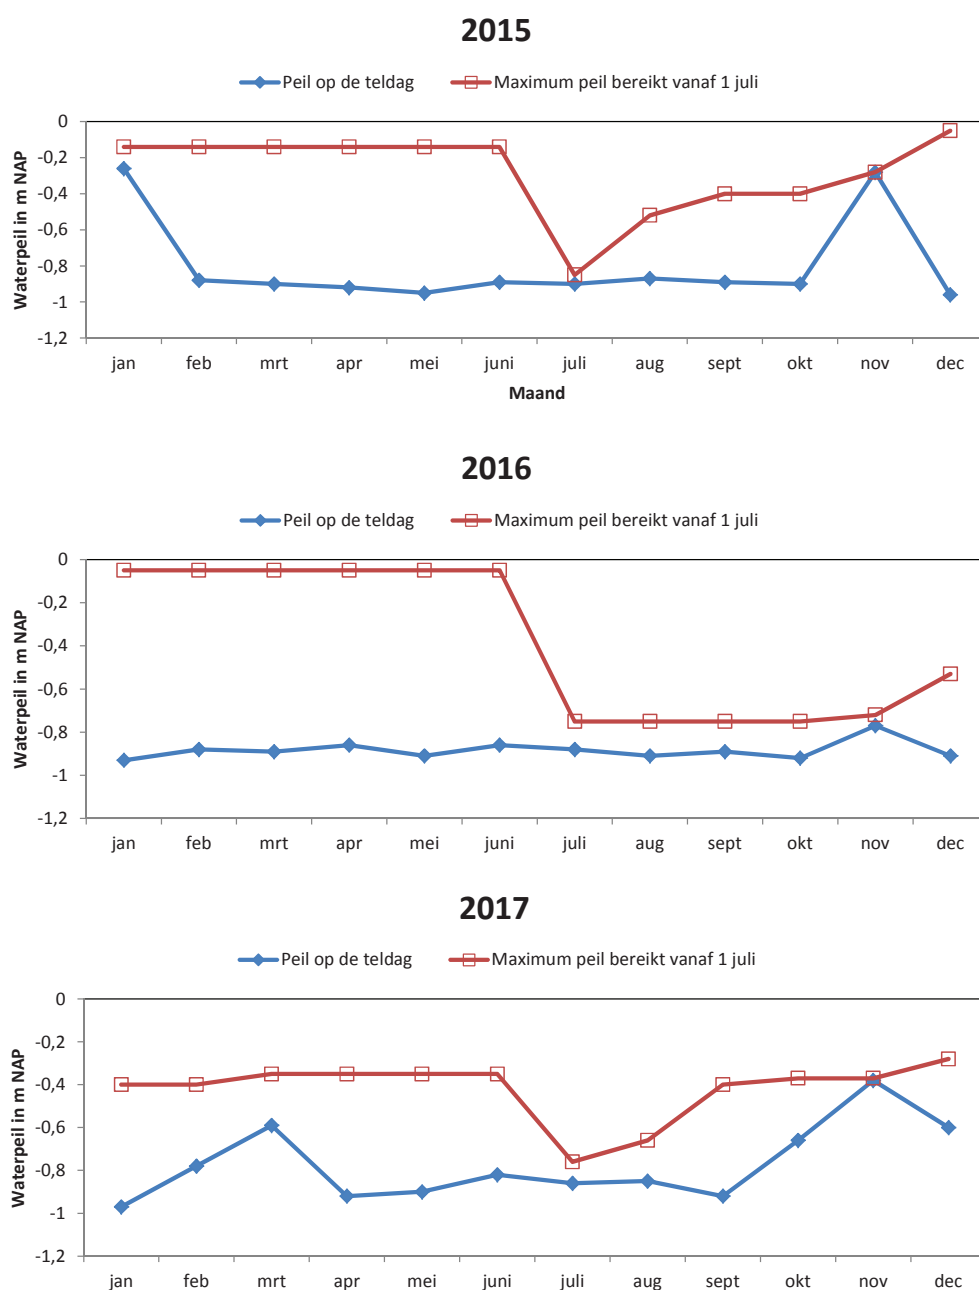 2015
Peil op de teldag Maximum peil bereikt vanaf 1 juli
Waterpeil in m NAP
0
-0,2
-0,4
-0,6
-0,8
-1
-1,2
jan feb mrt apr mei juni juli aug sept okt nov dec
Maand
2016
Peil op de teldag Maximum peil bereikt vanaf 1 juli
Waterpeil in m NAP
0
-0,2
-0,4
-0,6
-0,8
-1
-1,2
jan feb mrt apr mei juni juli aug sept okt nov dec
2017
Peil op de teldag Maximum peil bereikt vanaf 1 juli
Waterpeil in m NAP
0
-0,2
-0,4
-0,6
-0,8
-1
-1,2
jan feb mrt apr mei juni juli aug sept okt nov dec